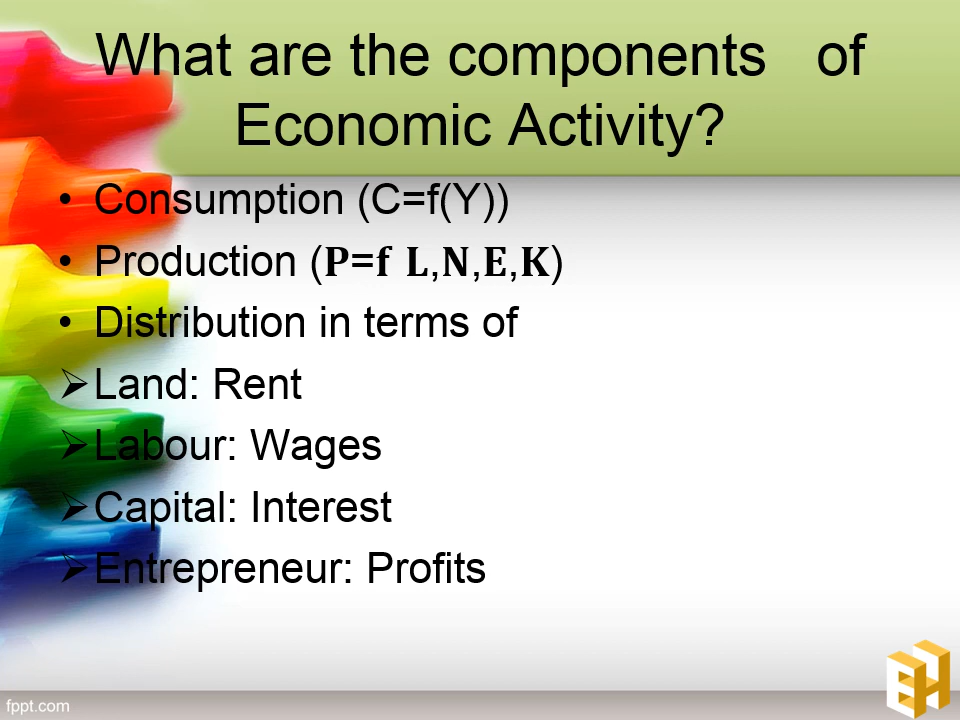 What are the components of
Economic Activity?
• Consumption (C=f(Y))
• Production (𝐏=𝐟 𝐋,𝐍,𝐄,𝐊)
• Distribution in terms of
➢ Land: Rent
➢ Labour: Wages
➢ Capital: Interest
➢ Entrepreneur: Profits
fppt.com
EH